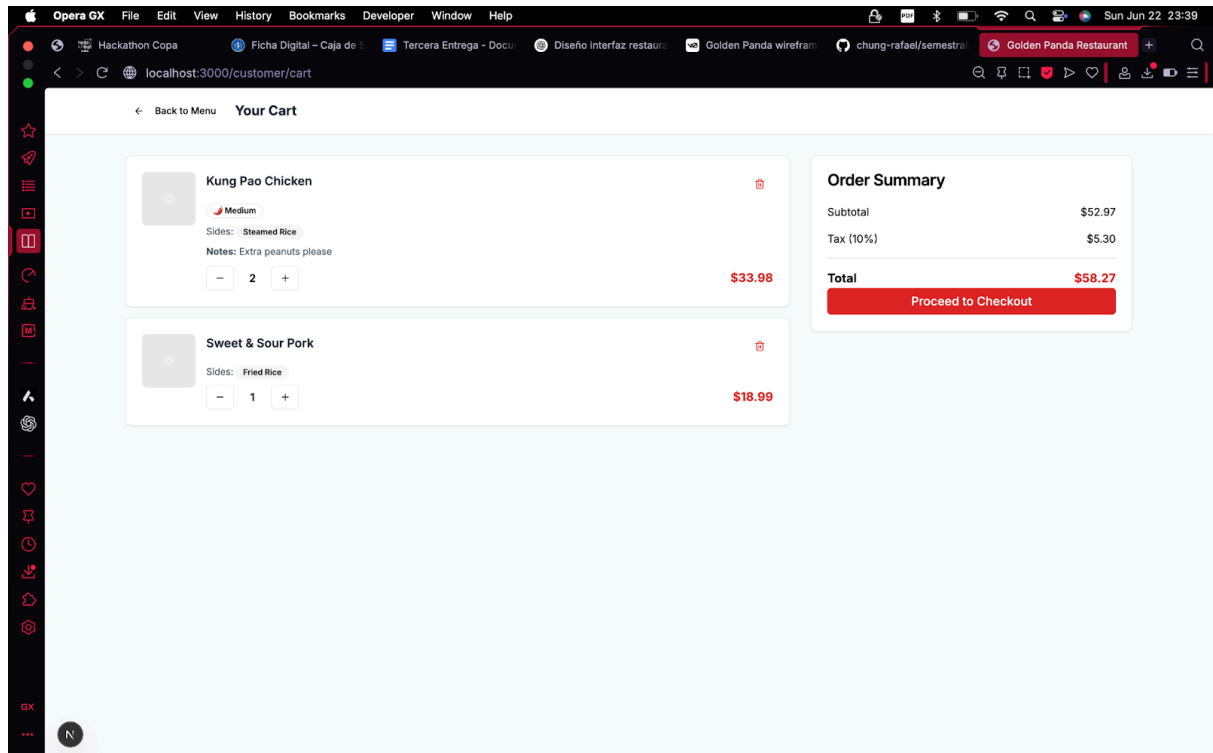 Opera GX File Edit View History Bookmarks Developer Window Help PDF Sun Jun 22 23:39
Hackathon Copa Ficha Digital – Caja de S Tercera Entrega - Docu Diseño interfaz restaura Golden Panda wirefram chung-rafael/semestral Golden Panda Restaurant
localhost:3000/customer/cart
Back to Menu Your Cart
Kung Pao Chicken
Medium
Sides: Steamed Rice
Notes: Extra peanuts please
− 2 + $33.98
Sweet & Sour Pork
Sides: Fried Rice
− 1 + $18.99
Order Summary
Subtotal $52.97
Tax (10%) $5.30
Total $58.27
Proceed to Checkout
M
GX
N